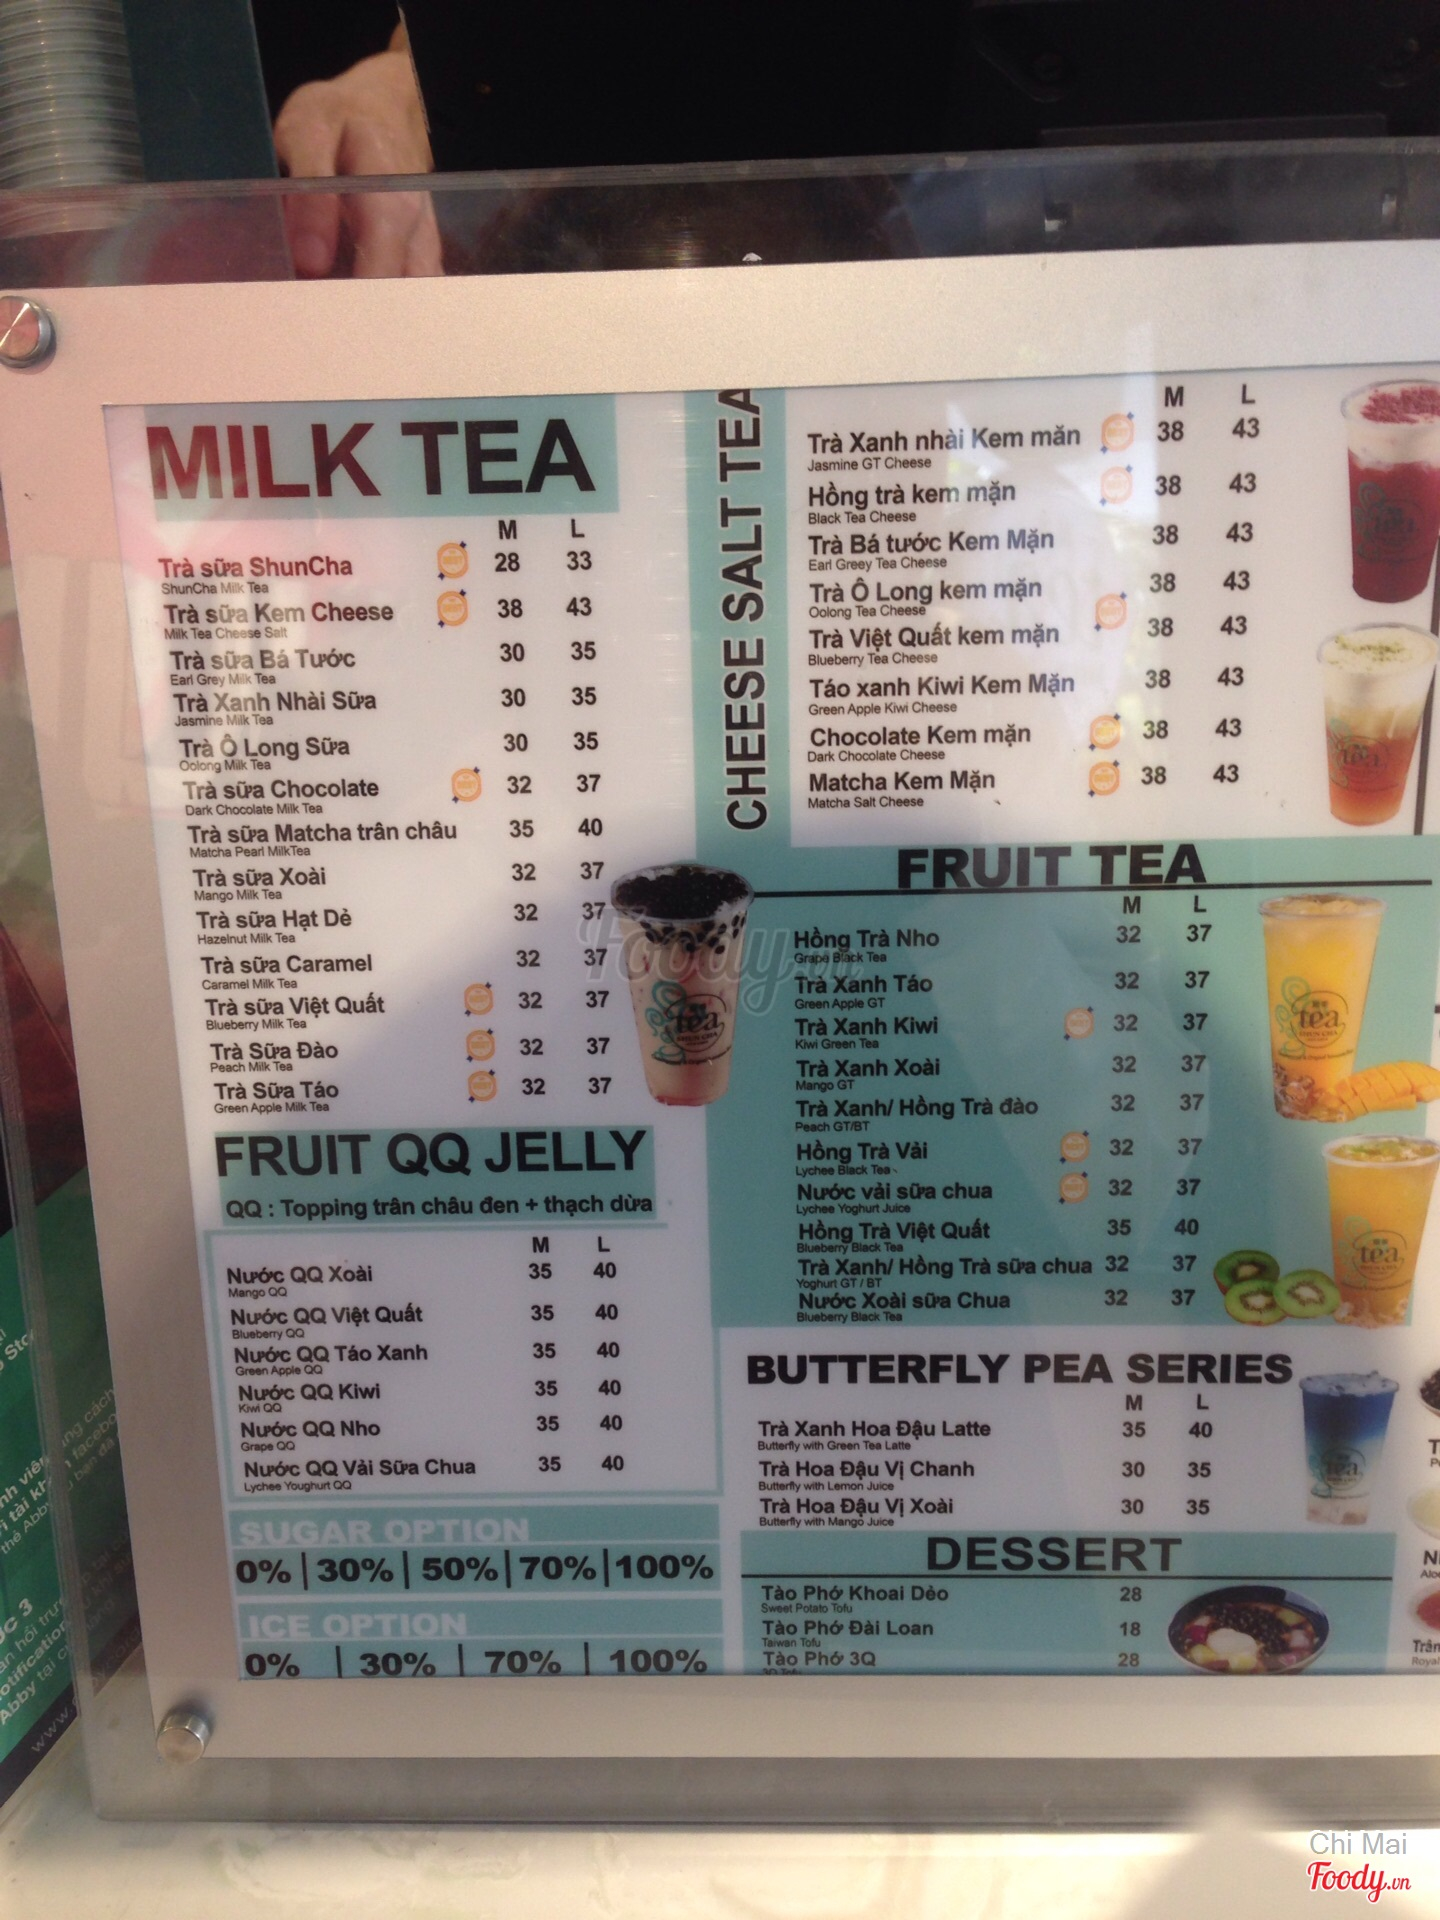 MILK TEA
M L
Trà sữa ShunCha 28 33
ShunCha Milk Tea
Trà sữa Kem Cheese 38 43
Milk Tea Cheese Salt
Trà sữa Bá Tước 30 35
Earl Grey Milk Tea
Trà Xanh Nhài Sữa 30 35
Jasmine Milk Tea
Trà Ô Long Sữa 30 35
Oolong Milk Tea
Trà sữa Chocolate 32 37
Dark Chocolate Milk Tea
Trà sữa Matcha trân châu 35 40
Matcha Pearl MilkTea
Trà sữa Xoài 32 37
Mango Milk Tea
Trà sữa Hạt Dẻ 32 37
Hazelnut Milk Tea
Trà sữa Caramel 32 37
Caramel Milk Tea
Trà sữa Việt Quất 32 37
Blueberry Milk Tea
Trà Sữa Đào 32 37
Peach Milk Tea
Trà Sữa Táo 32 37
Green Apple Milk Tea
FRUIT QQ JELLY
QQ : Topping trân châu đen + thạch dừa
M L
Nước QQ Xoài 35 40
Mango QQ
Nước QQ Việt Quất 35 40
Blueberry QQ
Nước QQ Táo Xanh 35 40
Green Apple QQ
Nước QQ Kiwi 35 40
Kiwi QQ
Nước QQ Nho 35 40
Grape QQ
Nước QQ Vải Sữa Chua 35 40
Lychee Youghurt QQ
SUGAR OPTION
0% | 30% | 50% | 70% | 100%
ICE OPTION
0% | 30% | 70% | 100%
CHEESE SALT TEA
M L
Trà Xanh nhài Kem măn 38 43
Jasmine GT Cheese
Hồng trà kem mặn 38 43
Black Tea Cheese
Trà Bá tước Kem Mặn 38 43
Earl Greey Tea Cheese
Trà Ô Long kem mặn 38 43
Oolong Tea Cheese
Trà Việt Quất kem mặn 38 43
Blueberry Tea Cheese
Táo xanh Kiwi Kem Mặn 38 43
Green Apple Kiwi Cheese
Chocolate Kem mặn 38 43
Dark Chocolate Cheese
Matcha Kem Mặn 38 43
Matcha Salt Cheese
FRUIT TEA
M L
Hồng Trà Nho 32 37
Grape Black Tea
Trà Xanh Táo 32 37
Green Apple GT
Trà Xanh Kiwi 32 37
Kiwi Green Tea
Trà Xanh Xoài 32 37
Mango GT
Trà Xanh/ Hồng Trà đào 32 37
Peach GT/BT
Hồng Trà Vải 32 37
Lychee Black Tea
Nước vải sữa chua 32 37
Lychee Yoghurt Juice
Hồng Trà Việt Quất 35 40
Blueberry Black Tea
Trà Xanh/ Hồng Trà sữa chua 32 37
Yoghurt GT / BT
Nước Xoài sữa Chua 32 37
Blueberry Black Tea
BUTTERFLY PEA SERIES
M L
Trà Xanh Hoa Đậu Latte 35 40
Butterfly with Green Tea Latte
Trà Hoa Đậu Vị Chanh 30 35
Butterfly with Lemon Juice
Trà Hoa Đậu Vị Xoài 30 35
Butterfly with Mango Juice
DESSERT
Tào Phớ Khoai Dẻo 28
Sweet Potato Tofu
Tào Phớ Đài Loan 18
Taiwan Tofu
Tào Phớ 3Q 28
tea
tea
tea
Foody.vn
Chi Mai
Foody.vn